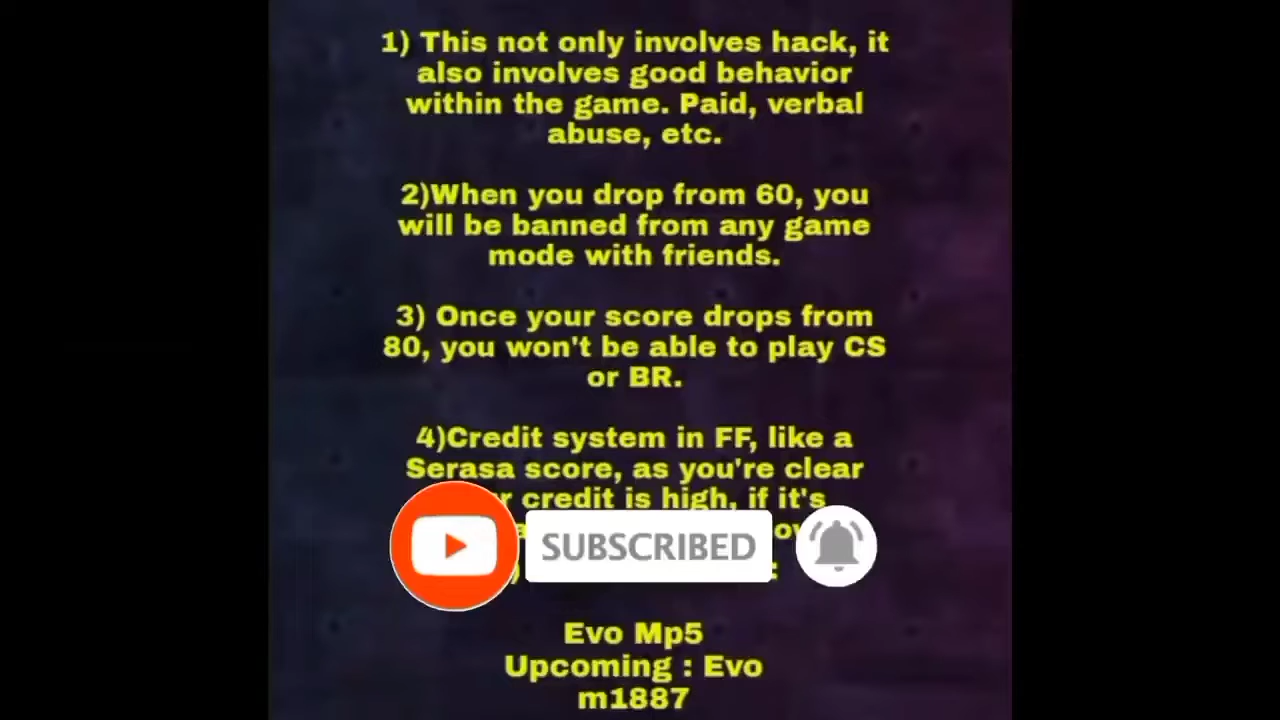 1) This not only involves hack, it
also involves good behavior
within the game. Paid, verbal
abuse, etc.
2)When you drop from 60, you
will be banned from any game
mode with friends.
3) Once your score drops from
80, you won't be able to play CS
or BR.
4)Credit system in FF, like a
Serasa score, as you're clear
credit is high, if it's
SUBSCRIBED
Evo Mp5
Upcoming : Evo
m1887